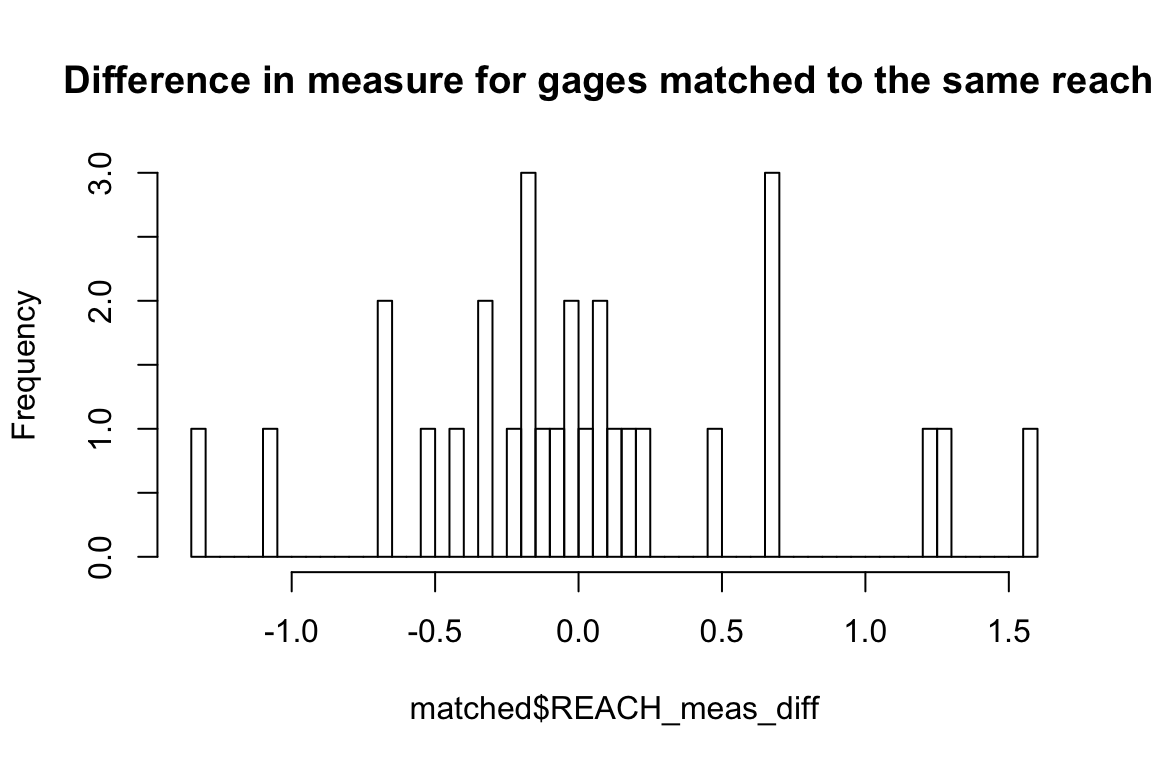 Difference in measure for gages matched to the same reach
Frequency
3.0
2.0
1.0
0.0
-1.0 -0.5 0.0 0.5 1.0 1.5
matched$REACH_meas_diff